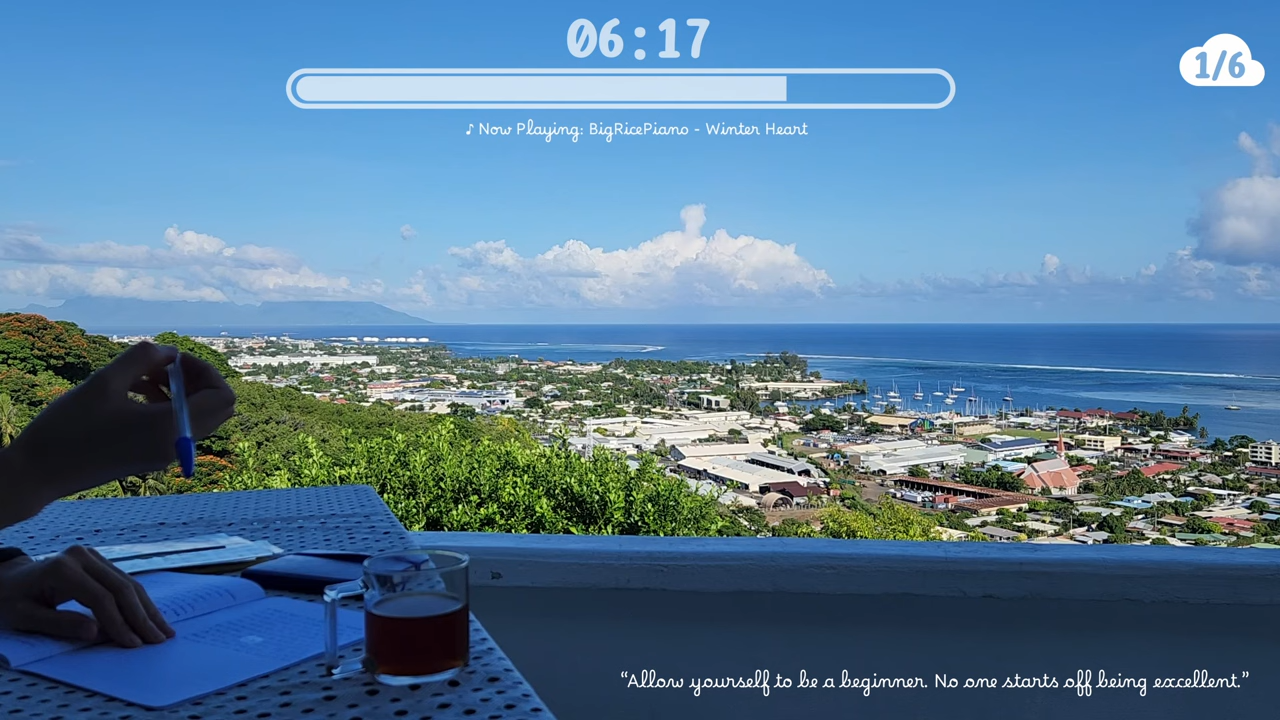 06:17
1/6
♪ Now Playing: BigRicePiano - Winter Heart
“Allow yourself to be a beginner. No one starts off being excellent.”